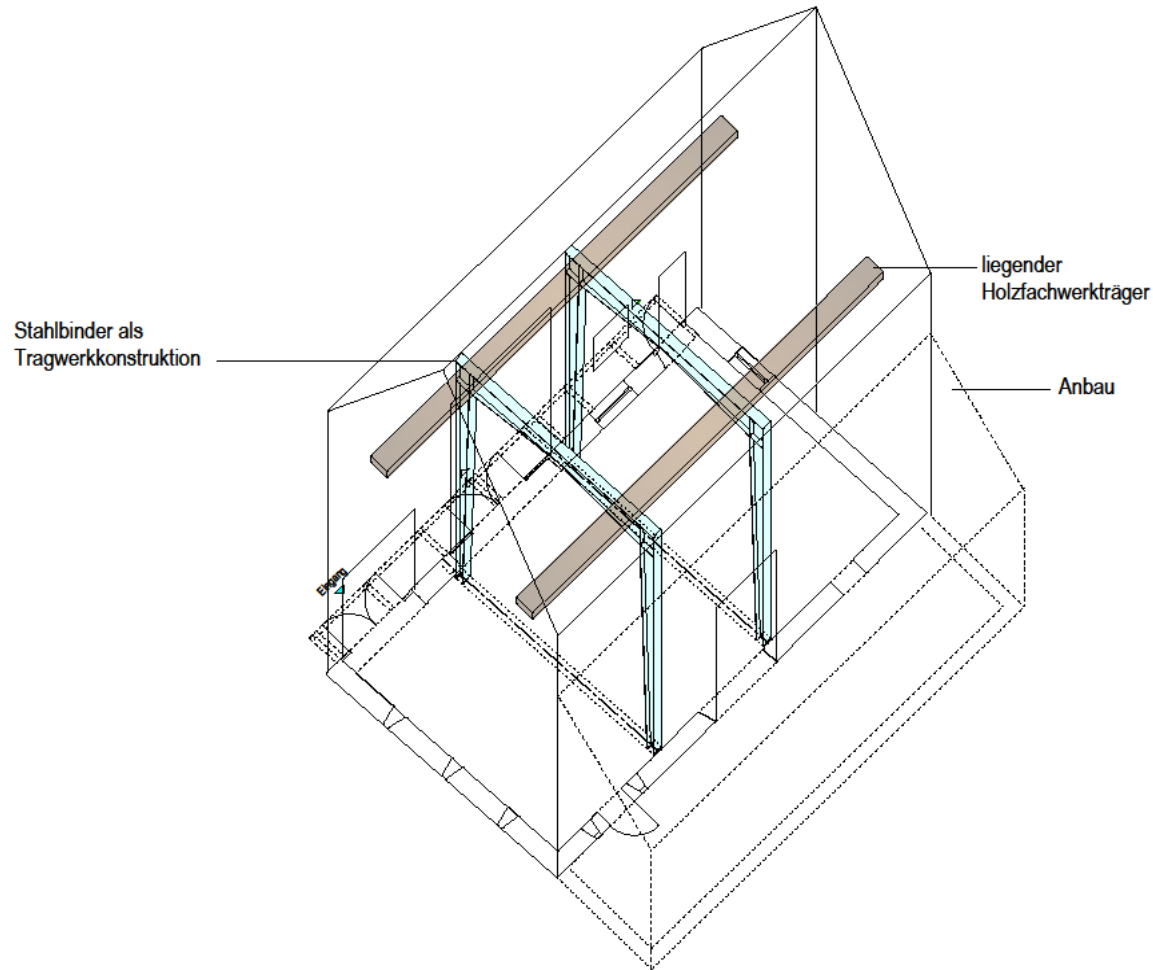 liegender
Holzfachwerkträger
Stahlbinder als
Tragwerkkonstruktion
Anbau
Eingang